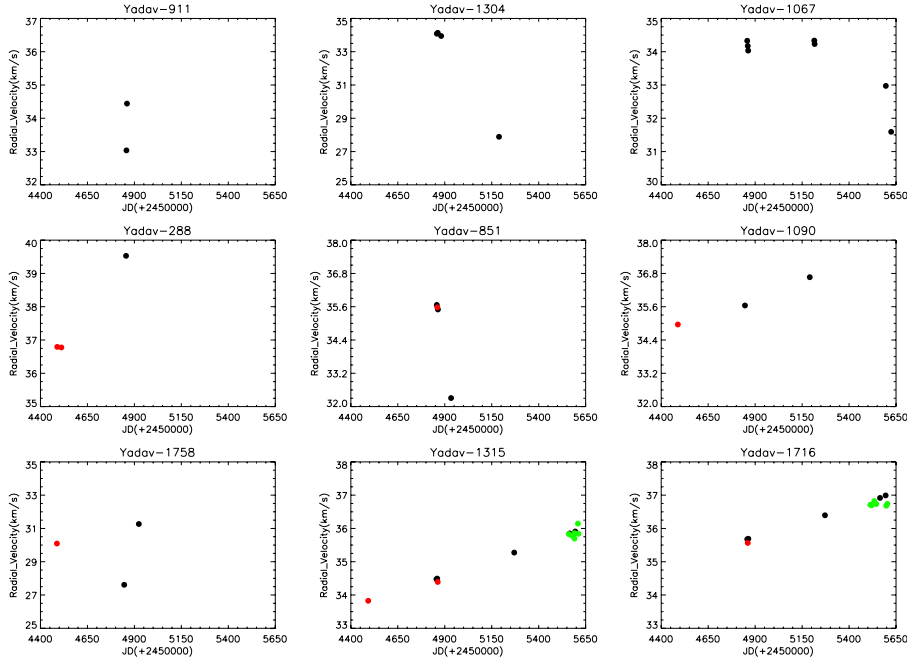 Yadav-911
Yadav-1304
Yadav-1067
37
36
35
34
33
32
Radial_Velocity(km/s)
4400 4650 4900 5150 5400 5650
JD(+2450000)
35
33
31
29
27
25
Radial_Velocity(km/s)
4400 4650 4900 5150 5400 5650
JD(+2450000)
35
34
33
32
31
30
Radial_Velocity(km/s)
4400 4650 4900 5150 5400 5650
JD(+2450000)
Yadav-288
Yadav-851
Yadav-1090
40
39
38
37
36
35
Radial_Velocity(km/s)
4400 4650 4900 5150 5400 5650
JD(+2450000)
38.0
36.8
35.6
34.4
33.2
32.0
Radial_Velocity(km/s)
4400 4650 4900 5150 5400 5650
JD(+2450000)
38.0
36.8
35.6
34.4
33.2
32.0
Radial_Velocity(km/s)
4400 4650 4900 5150 5400 5650
JD(+2450000)
Yadav-1758
Yadav-1315
Yadav-1716
35
33
31
29
27
25
Radial_Velocity(km/s)
4400 4650 4900 5150 5400 5650
JD(+2450000)
38
37
36
35
34
33
Radial_Velocity(km/s)
4400 4650 4900 5150 5400 5650
JD(+2450000)
38
37
36
35
34
33
Radial_Velocity(km/s)
4400 4650 4900 5150 5400 5650
JD(+2450000)